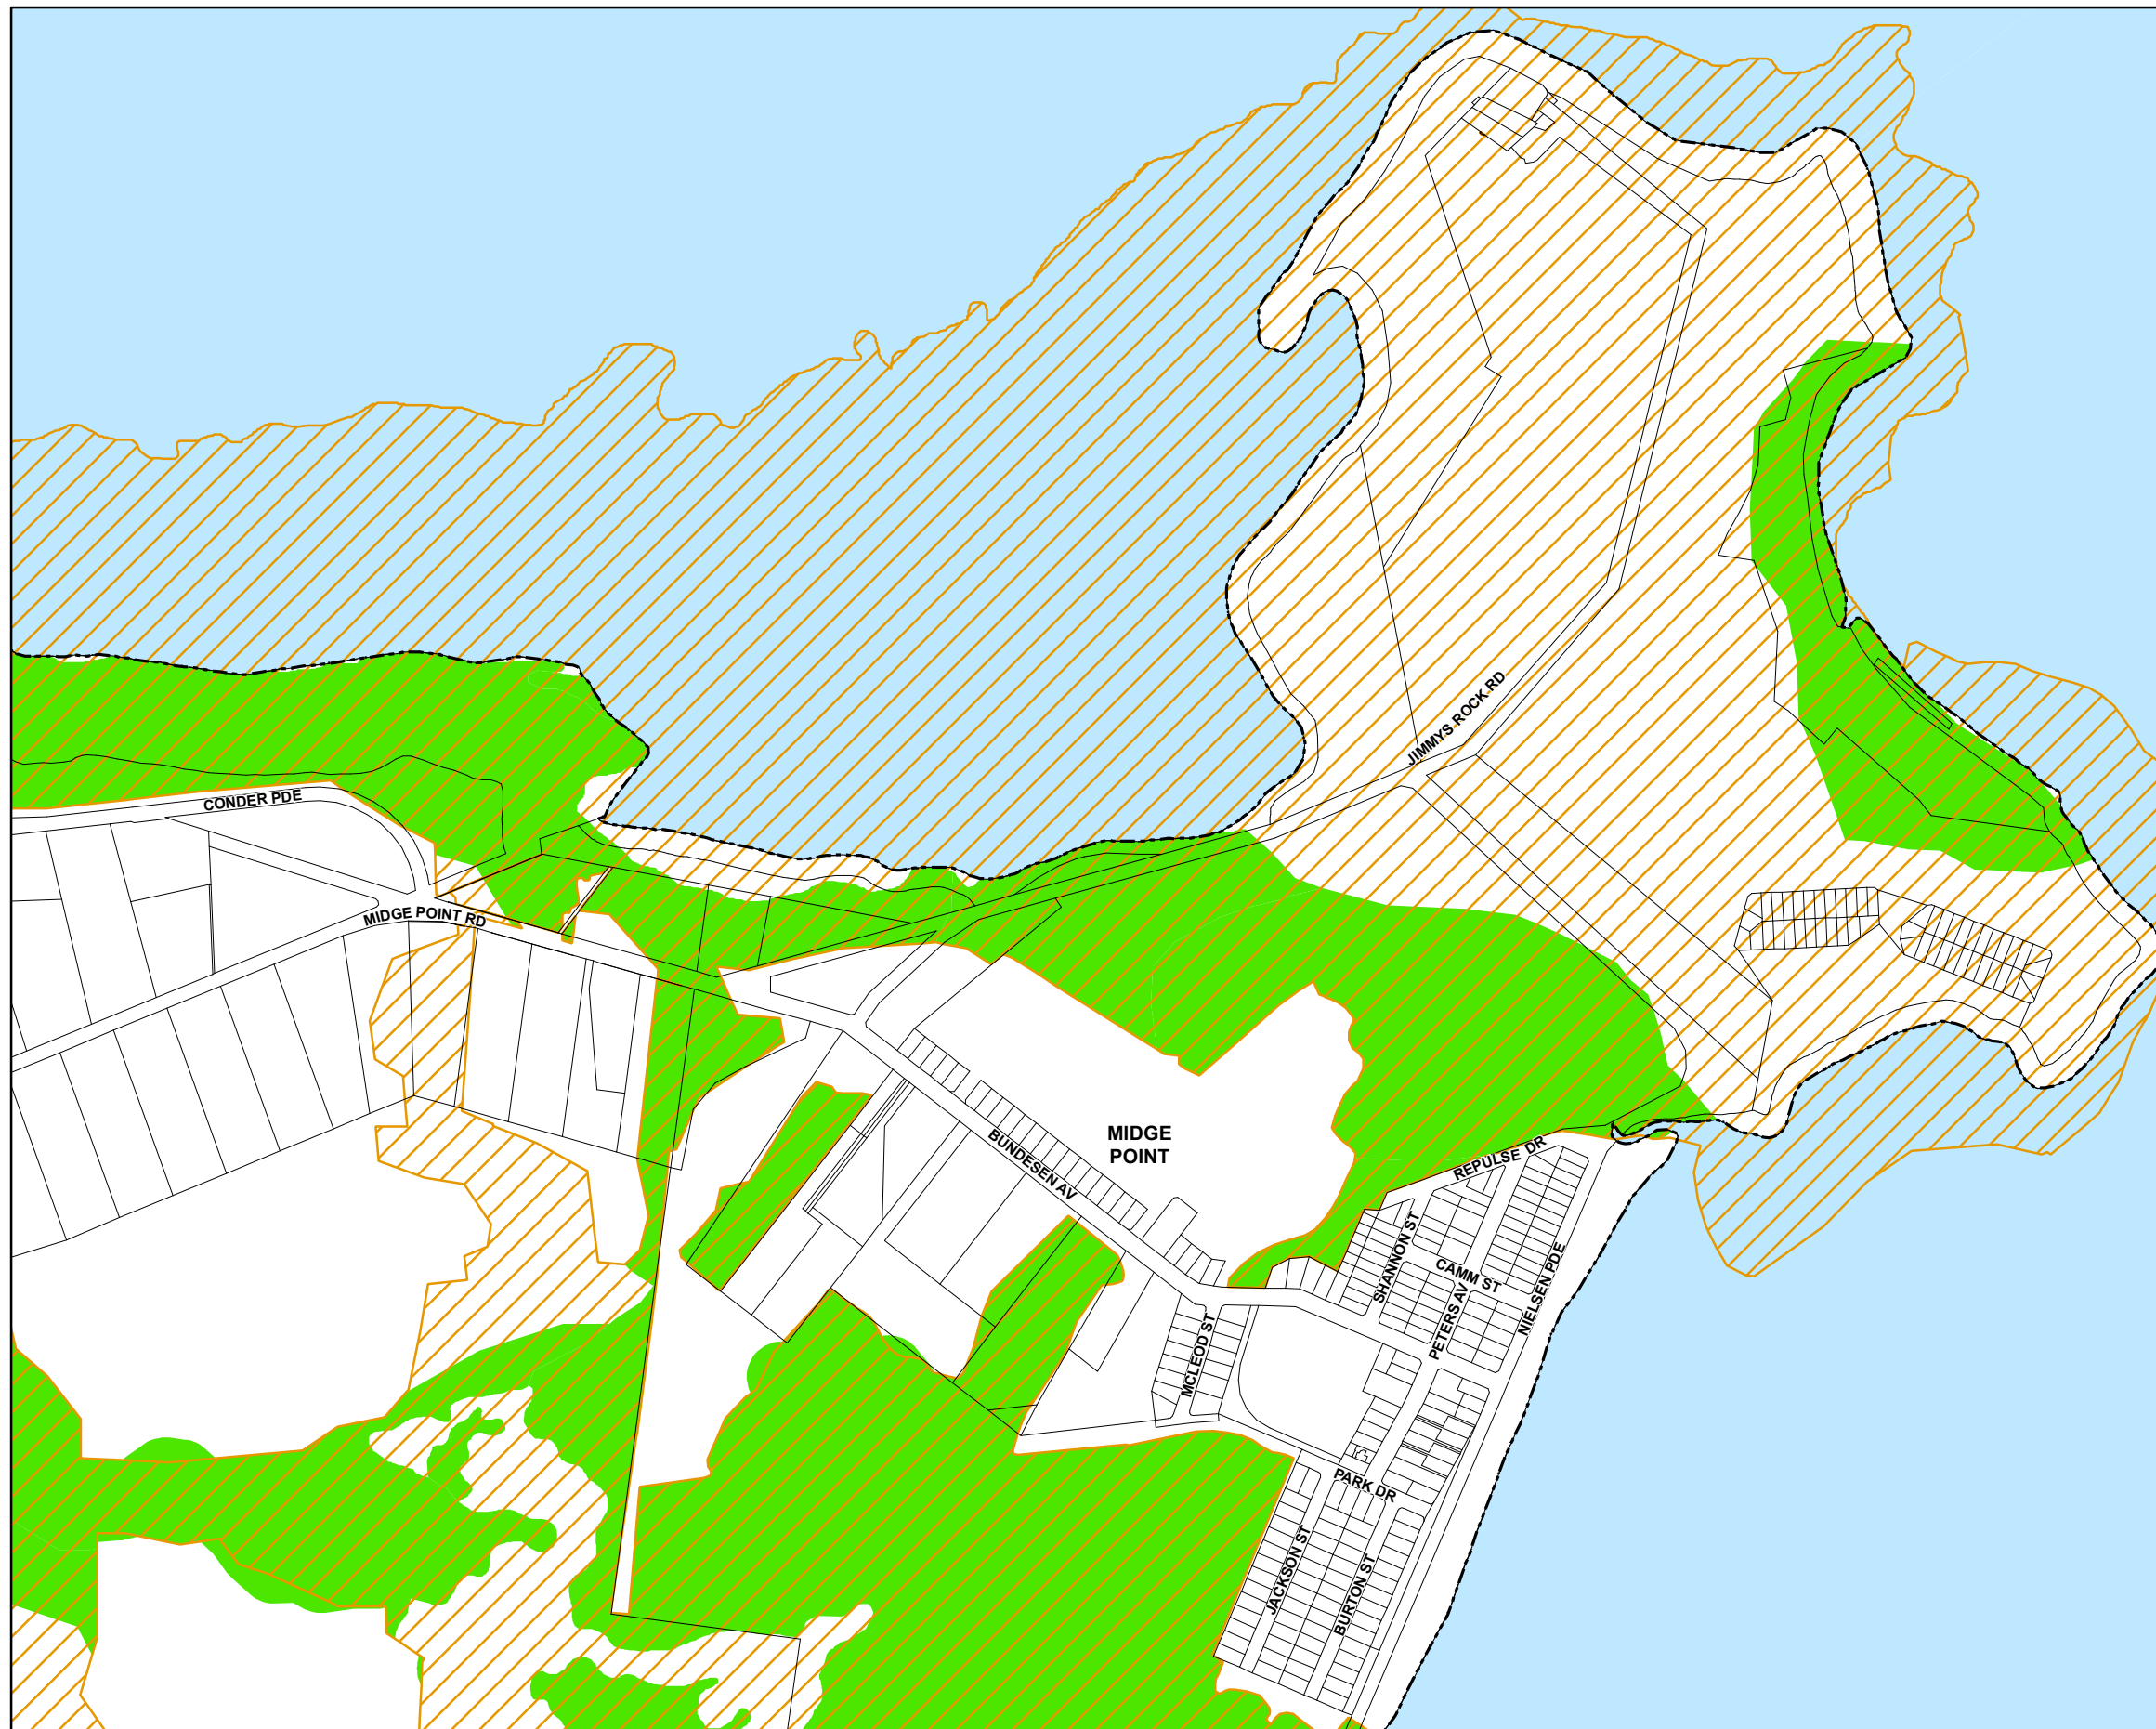 JIMMYS ROCK RD
CONDER PDE
MIDGE POINT RD
MIDGE
POINT
BUNDESEN AV
REPULSE DR
SHANNON ST
CAMM ST
PETERS AV
NIELSEN PDE
MCLEOD ST
PARK DR
JACKSON ST
BURTON ST